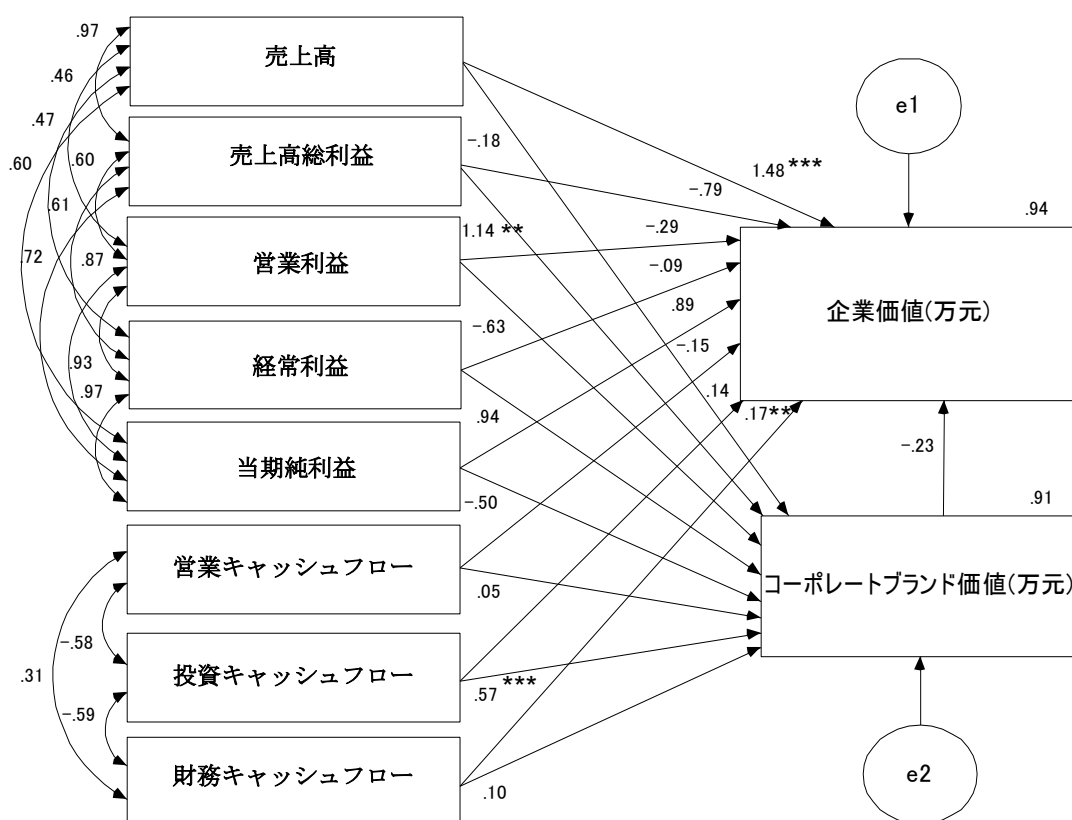 .97
売上高
.46
e1
.47
-.18
.60
.60
売上高総利益
1.48 ***
-.79
.61
.94
1.14 **
-.29
.72
.87
営業利益
-.09
企業価値(万元)
.89
-.63
-.15
.93
経常利益
.14
.97
.94
.17**
-.23
当期純利益
-.50
.91
営業キャッシュフロー
.05
コーポレートブランド価値(万元)
-.58
.31
投資キャッシュフロー
.57 ***
-.59
財務キャッシュフロー
e2
.10